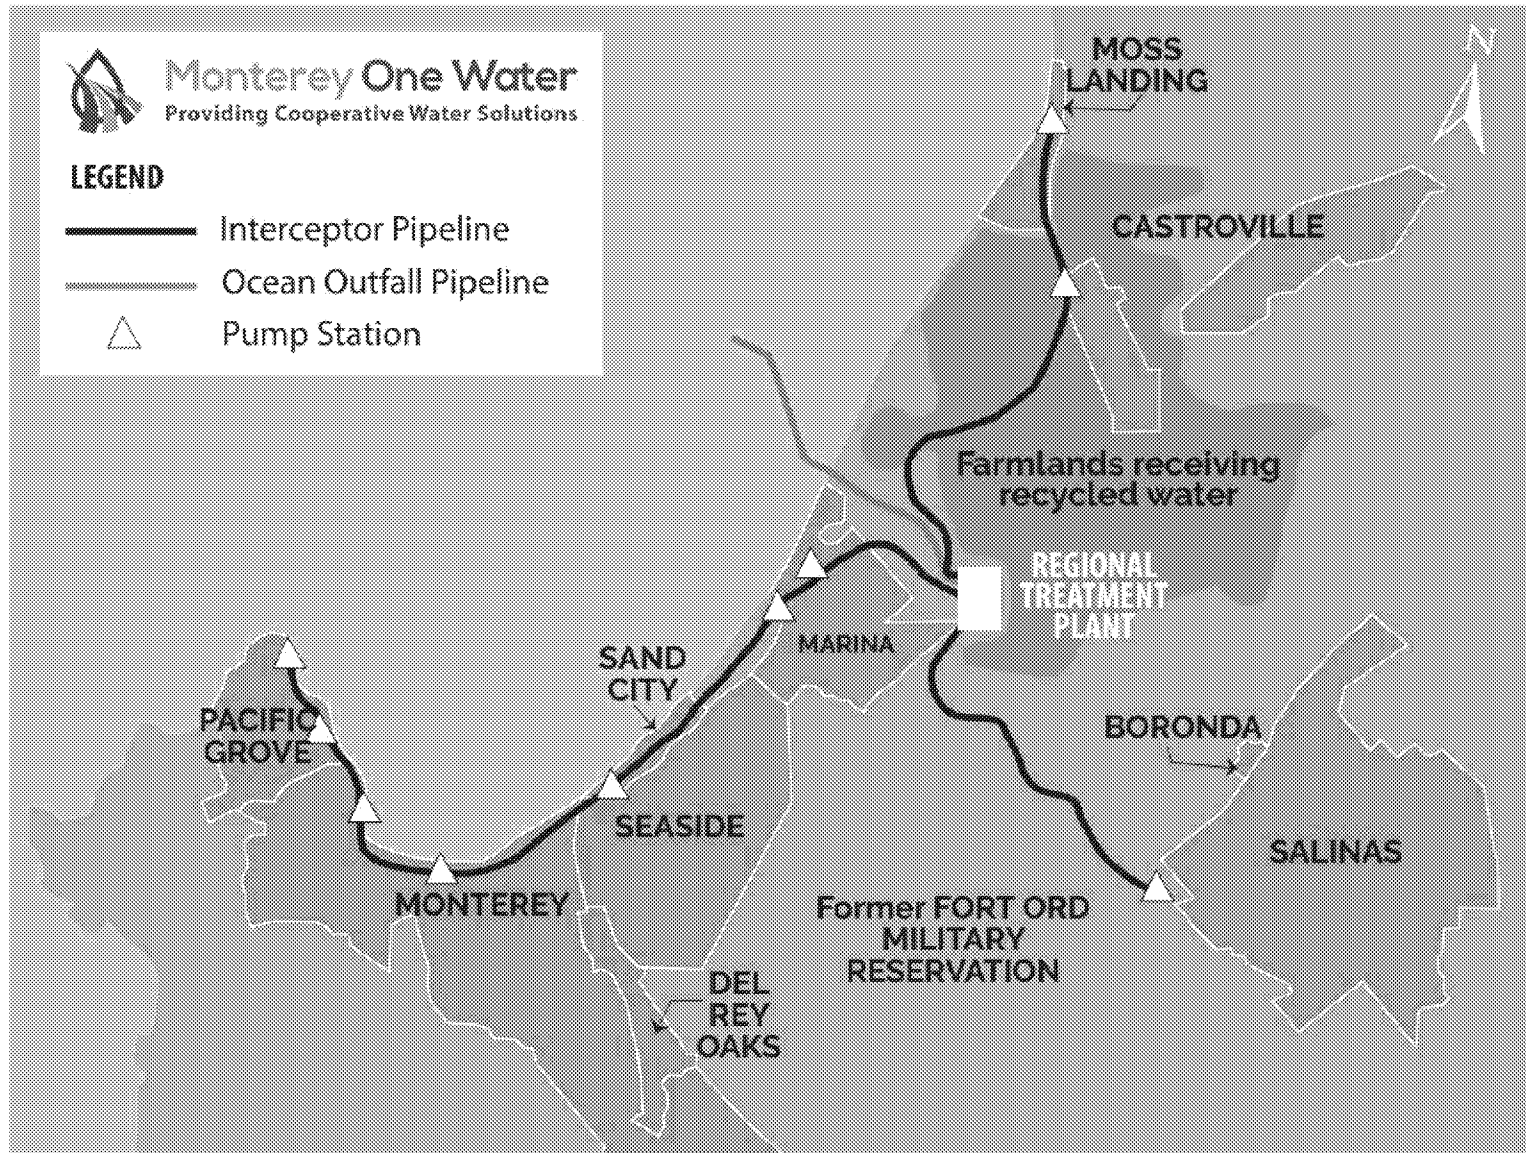 Monterey One Water
Providing Cooperative Water Solutions
LEGEND
Interceptor Pipeline
Ocean Outfall Pipeline
Pump Station
N
MOSS
LANDING
CASTROVILLE
Farmlands receiving
recycled water
REGIONAL
TREATMENT
PLANT
MARINA
SAND
CITY
PACIFIC
GROVE
BORONDA
SEASIDE
SALINAS
MONTEREY
Former FORT ORD
MILITARY
RESERVATION
DEL
REY
OAKS